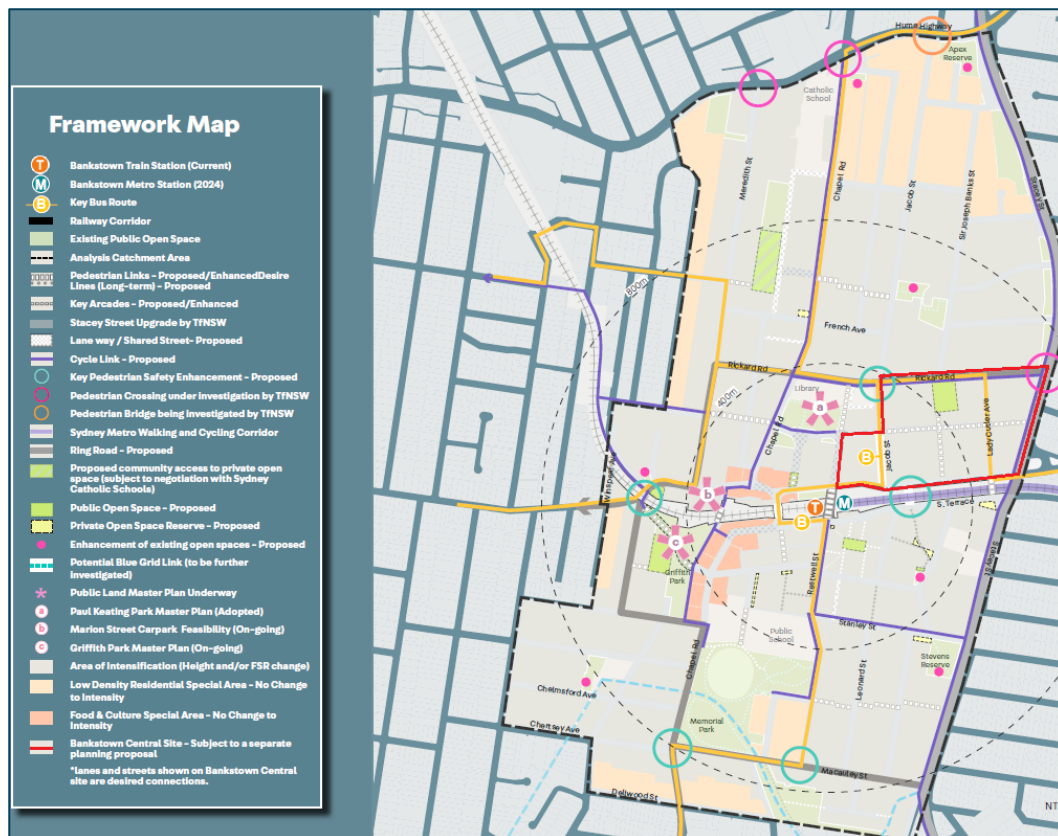 Framework Map
T Bankstown Train Station (Current)
M Bankstown Metro Station (2024)
B Key Bus Route
Railway Corridor
Existing Public Open Space
Analysis Catchment Area
Pedestrian Links – Proposed/EnhancedDesire
Lines (Long-term) – Proposed
Key Arcades – Proposed/Enhanced
Stacey Street Upgrade by TfNSW
Lane way / Shared Street– Proposed
Cycle Link – Proposed
Key Pedestrian Safety Enhancement – Proposed
Pedestrian Crossing under investigation by TfNSW
Pedestrian Bridge being Investigated by TfNSW
Sydney Metro Walking and Cycling Corridor
Ring Road – Proposed
Proposed community access to private open
space (subject to negotiation with Sydney
Catholic Schools)
Public Open Space – Proposed
Private Open Space Reserve – Proposed
Enhancement of existing open spaces – Proposed
Potential Blue Grid Link (to be further
investigated)
Public Land Master Plan Underway
a Paul Keating Park Master Plan (Adopted)
b Marion Street Carpark Feasibility (On-going)
c Griffith Park Master Plan (On-going)
Area of Intensification (Height and/or FSR change)
Low Density Residential Special Area – No Change
to Intensity
Food & Culture Special Area – No Change to
Intensity
Bankstown Central Site – Subject to a separate
planning proposal
*lanes and streets shown on Bankstown Central
site are desired connections.
Hume Highway
Apex
Reserve
Catholic
School
Meredith St
Chapel Rd
Jacob St
Sir Joseph Banks St
Stacey St
800m
French Ave
Rickard Rd
Rickard Rd
400m
Library
a
Chapel Rd
Jacob St
Lady Cutler Ave
B
b
T
M
B
S. Terrace
c
Griffith
Park
Restwell St
Stanley St
Public
School
Chapel Rd
Leonard St
Stevens
Reserve
Chelmsford Ave
Chertsey Ave
Memorial
Park
Macauley St
Dellwood St
NT